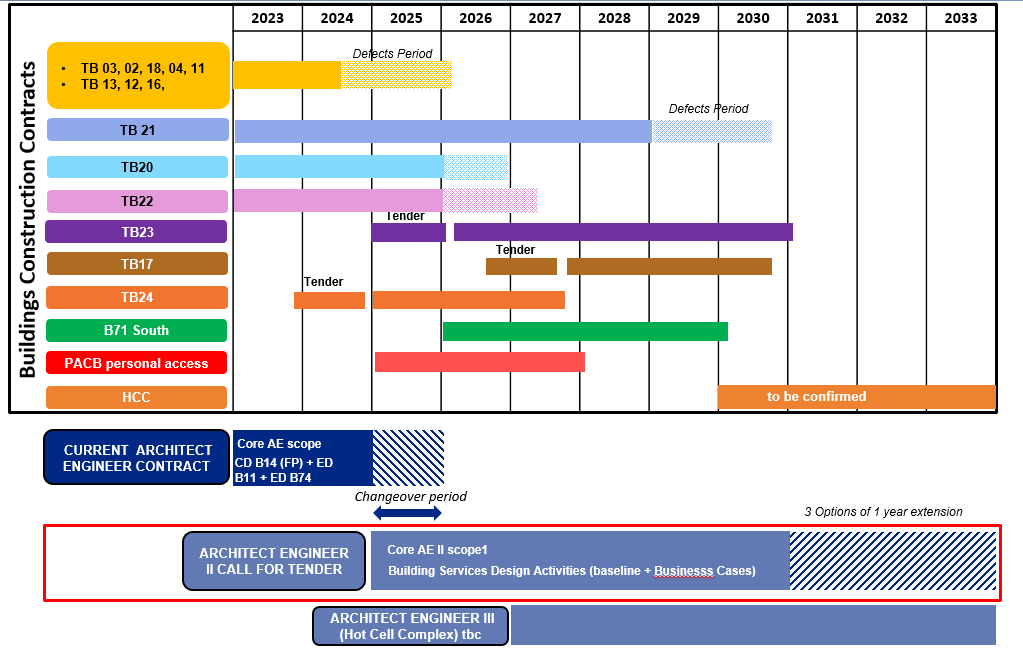 2023 2024 2025 2026 2027 2028 2029 2030 2031 2032 2033
Buildings Construction Contracts
• TB 03, 02, 18, 04, 11
• TB 13, 12, 16,
Defects Period
TB 21
Defects Period
TB20
TB22
TB23
Tender
TB17
Tender
TB24
Tender
B71 South
PACB personal access
HCC
to be confirmed
CURRENT ARCHITECT
ENGINEER CONTRACT
Core AE scope
CD B14 (FP) + ED
B11 + ED B74
Changeover period
3 Options of 1 year extension
ARCHITECT ENGINEER
II CALL FOR TENDER
Core AE II scope1
Building Services Design Activities (baseline + Businesss Cases)
ARCHITECT ENGINEER III
(Hot Cell Complex) tbc